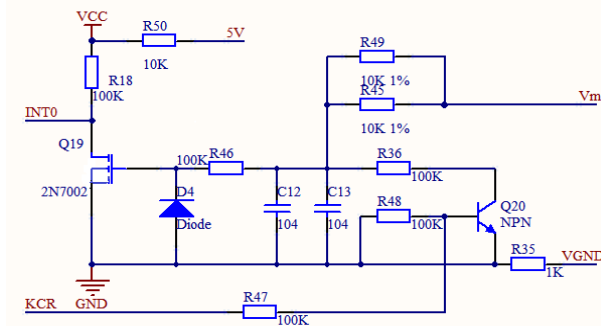 VCC
R50
5V
10K
R18
100K
INT0
Q19
2N7002
100K
R46
D4
Diode
C12
104
C13
104
R49
10K 1%
R45
10K 1%
Vm
R36
100K
R48
100K
Q20
NPN
R35
1K
VGND
KCR
GND
R47
100K